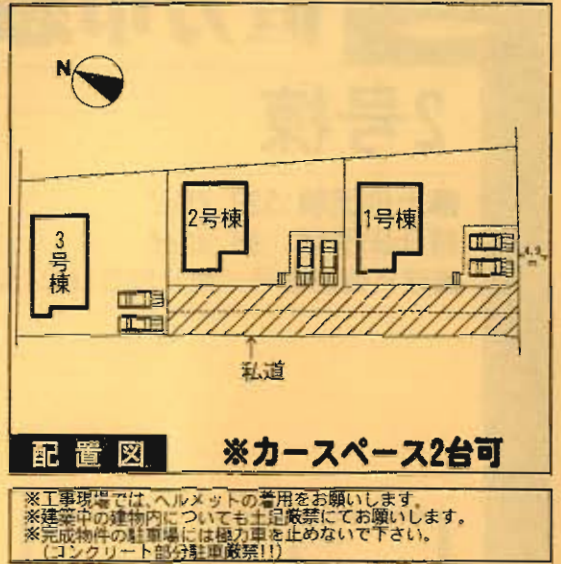 N
3号棟
2号棟
1号棟
4.9m
私道
配置図
※カースペース2台可
※工事現場では、ヘルメットの着用をお願いします。
※建築中の建物内についても土足厳禁にてお願いします。
※完成物件の駐車場には極力車を止めないで下さい。
(コンクリート部分駐車厳禁!!)